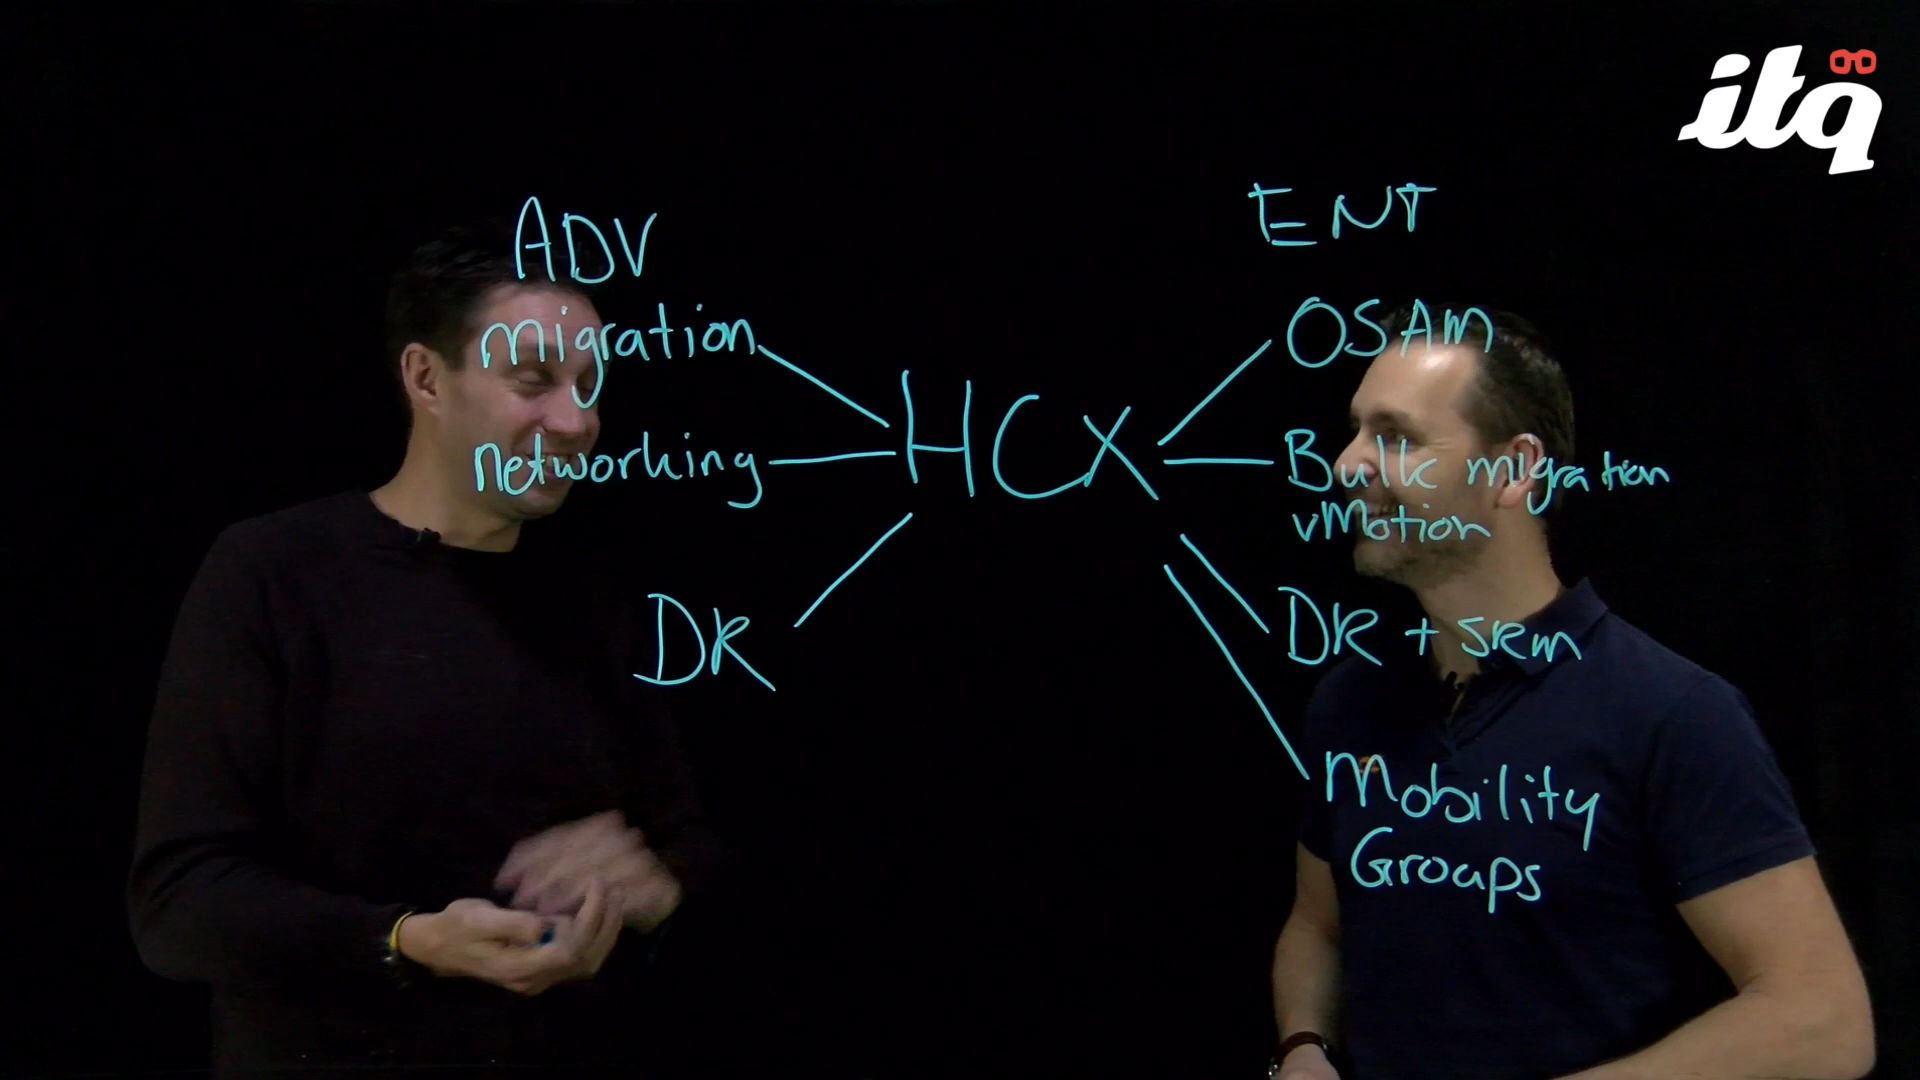 itq
ADV
migration
networking
DR
HCX
ENT
OSAM
Bulk migration
vMotion
DR + SRM
Mobility
Groups